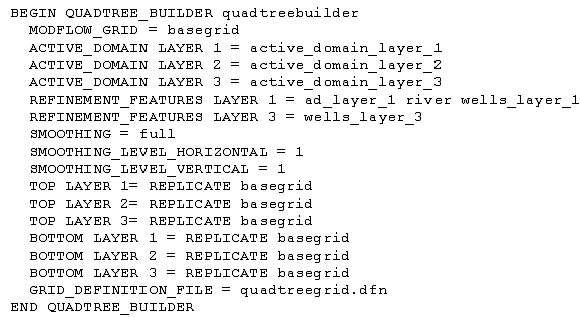 BEGIN QUADTREE_BUILDER quadtreebuilder
MODFLOW_GRID = basegrid
ACTIVE_DOMAIN LAYER 1 = active_domain_layer_1
ACTIVE_DOMAIN LAYER 2 = active_domain_layer_2
ACTIVE_DOMAIN LAYER 3 = active_domain_layer_3
REFINEMENT_FEATURES LAYER 1 = ad_layer_1 river wells_layer_1
REFINEMENT_FEATURES LAYER 3 = wells_layer_3
SMOOTHING = full
SMOOTHING_LEVEL_HORIZONTAL = 1
SMOOTHING_LEVEL_VERTICAL = 1
TOP LAYER 1= REPLICATE basegrid
TOP LAYER 2= REPLICATE basegrid
TOP LAYER 3= REPLICATE basegrid
BOTTOM LAYER 1 = REPLICATE basegrid
BOTTOM LAYER 2 = REPLICATE basegrid
BOTTOM LAYER 3 = REPLICATE basegrid
GRID_DEFINITION_FILE = quadtreegrid.dfn
END QUADTREE_BUILDER